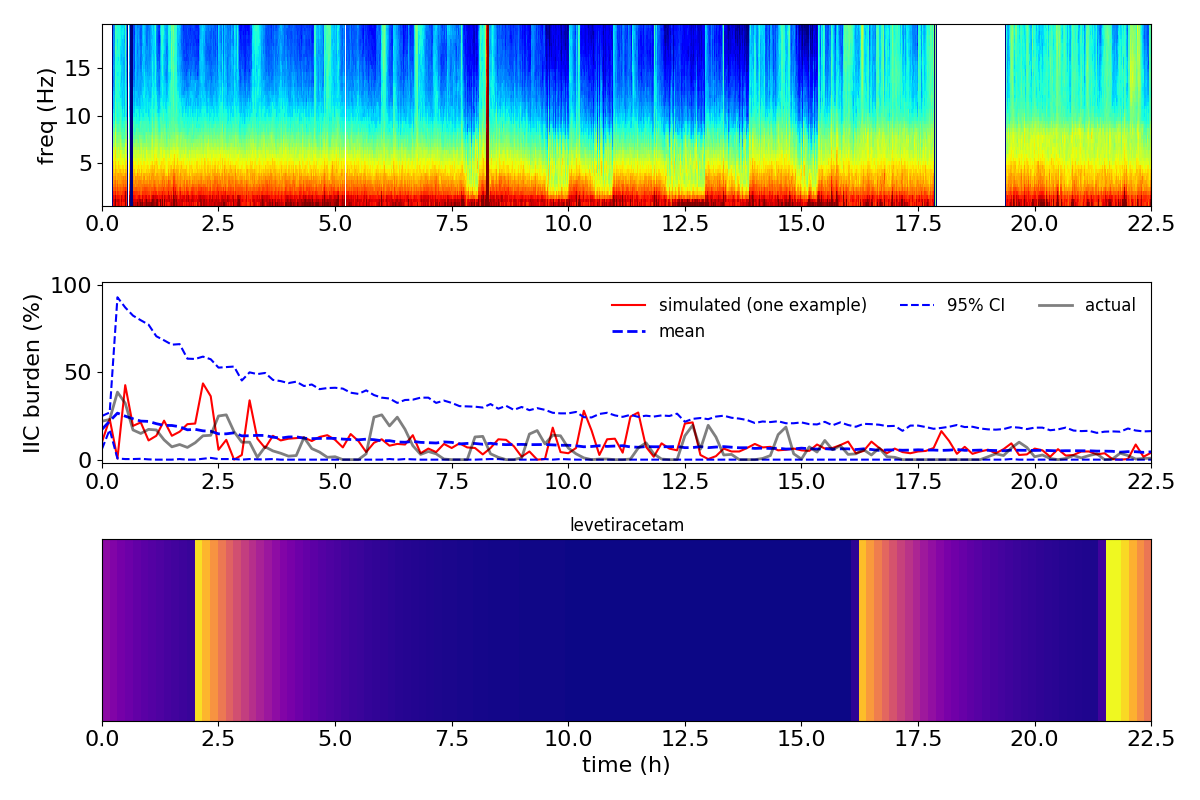 freq (Hz)
15
10
5
0.0 2.5 5.0 7.5 10.0 12.5 15.0 17.5 20.0 22.5
IIC burden (%)
100
50
0
simulated (one example)
mean
95% CI
actual
0.0 2.5 5.0 7.5 10.0 12.5 15.0 17.5 20.0 22.5
levetiracetam
0.0 2.5 5.0 7.5 10.0 12.5 15.0 17.5 20.0 22.5
time (h)